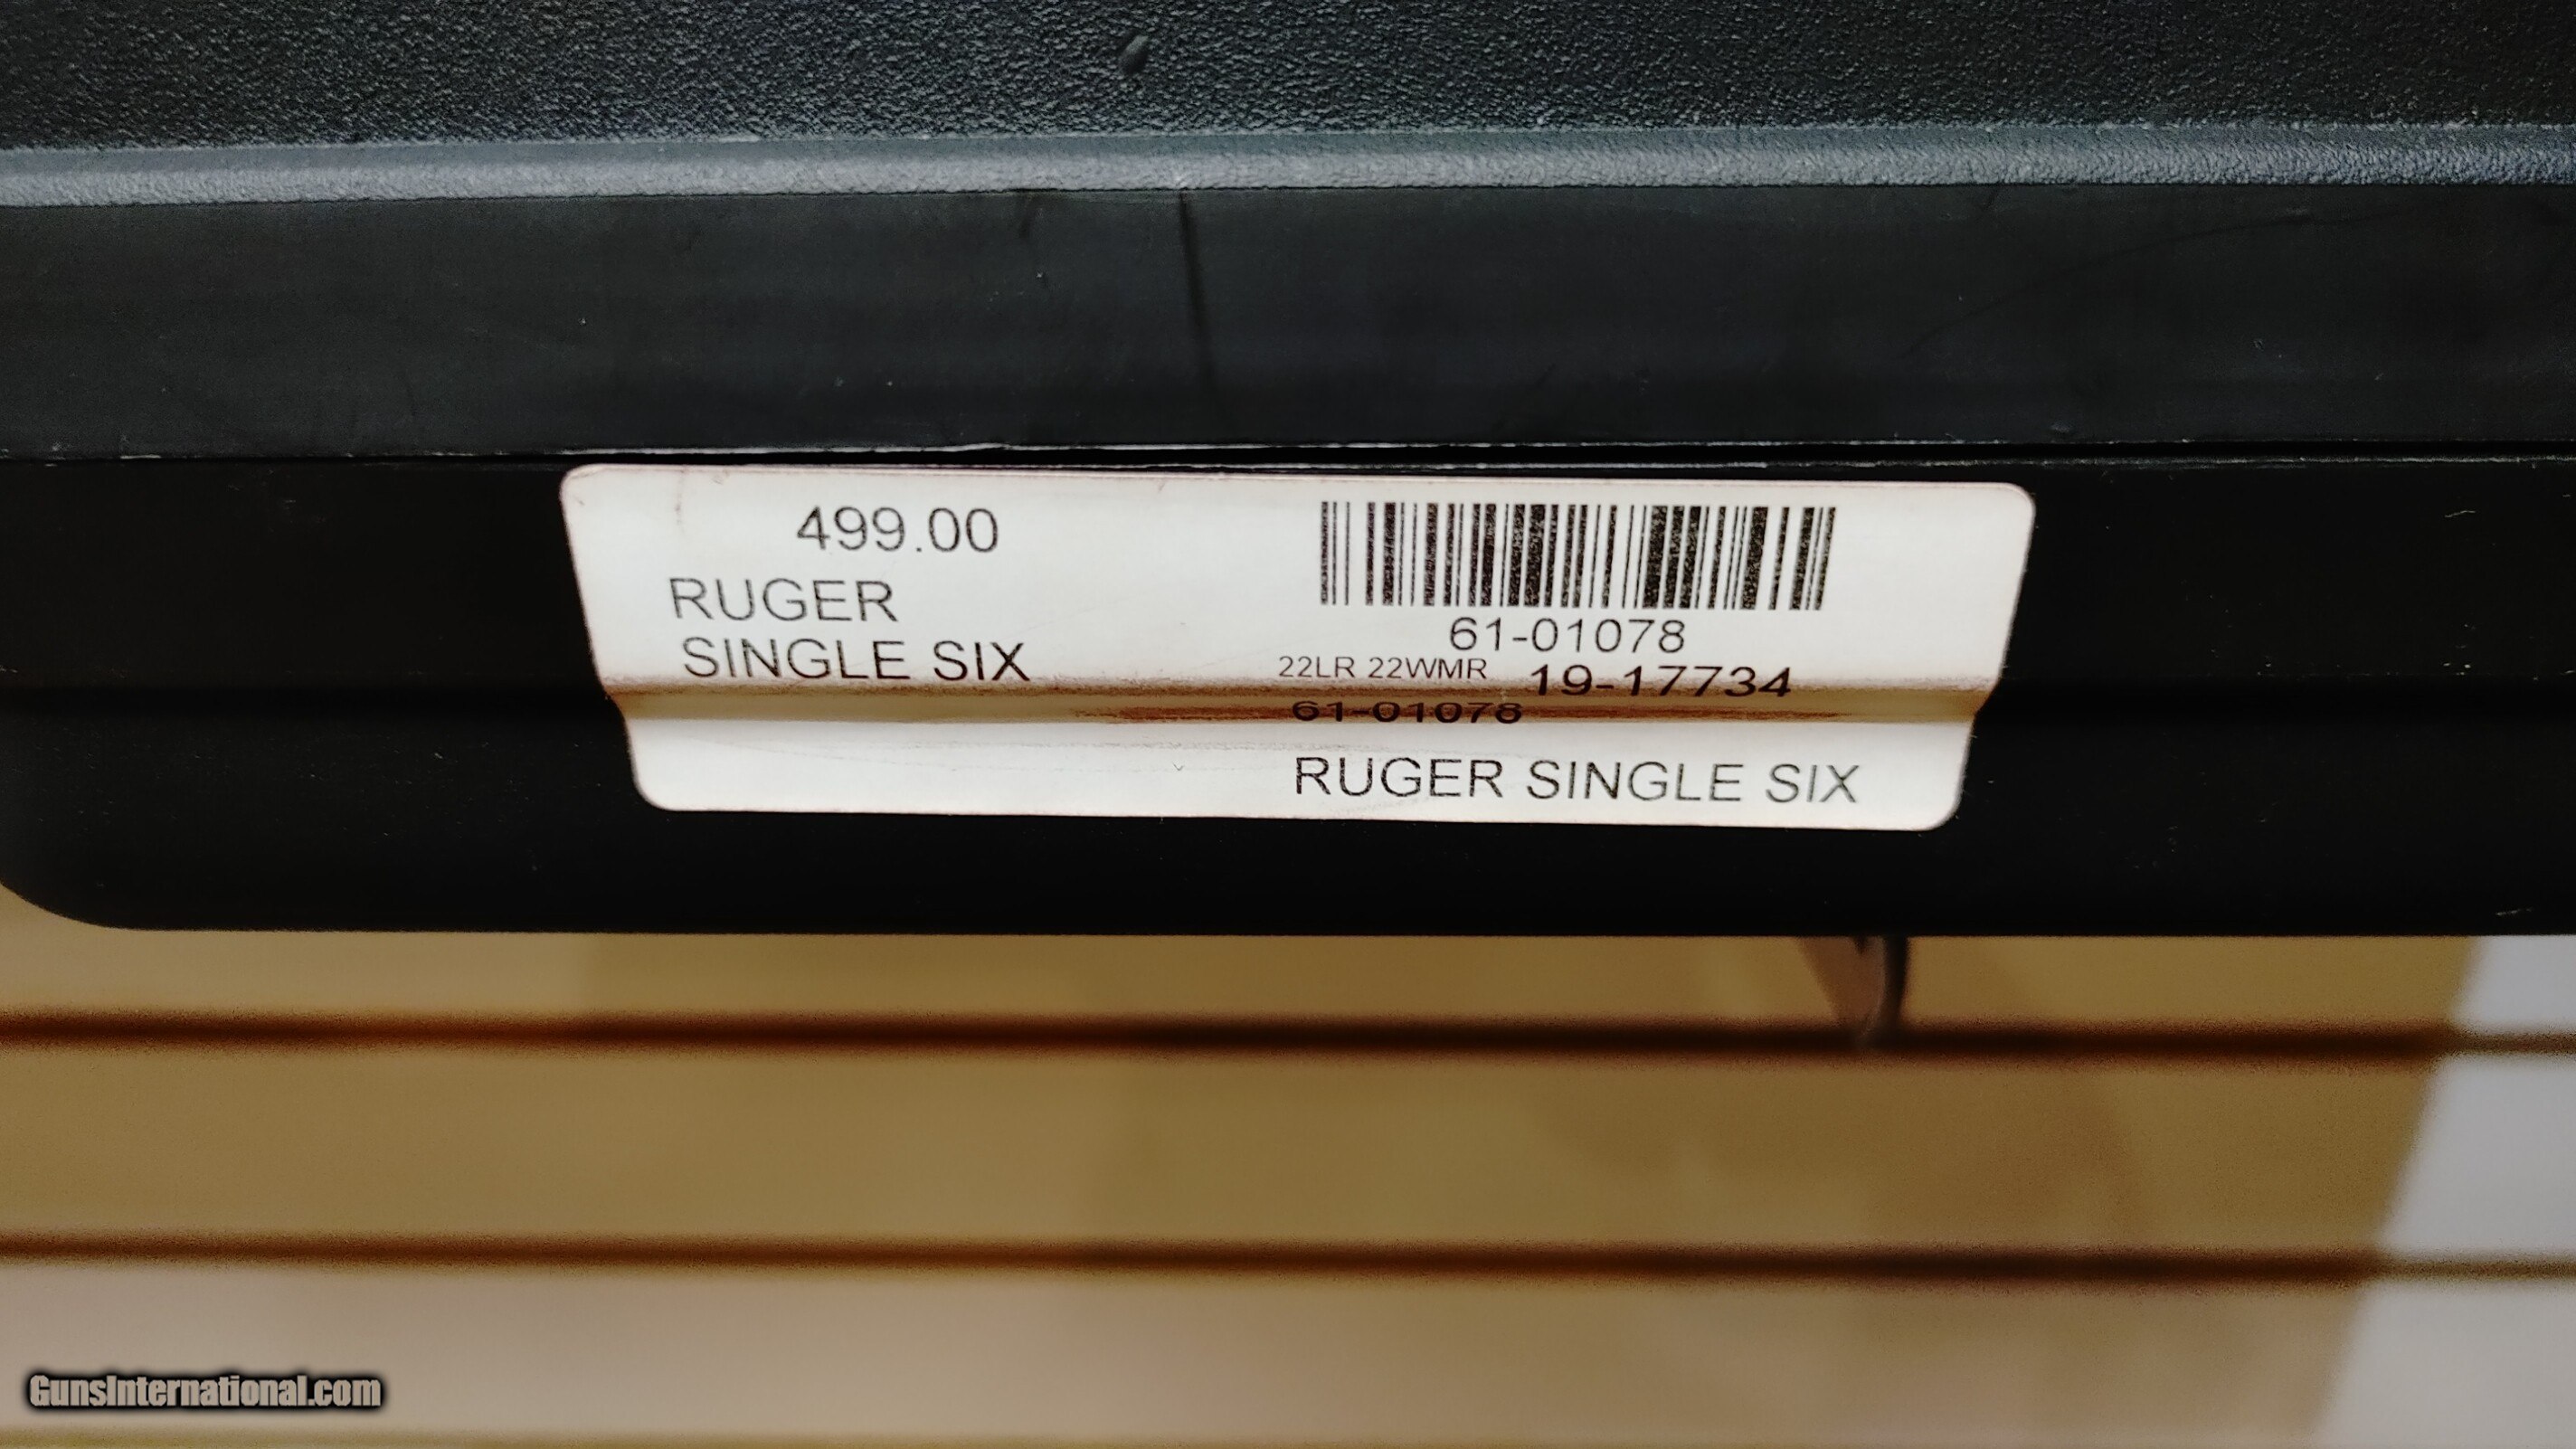 499.00
RUGER
SINGLE SIX
61-01078
22LR 22WMR 19-17734
61-01078
RUGER SINGLE SIX
GunsInternational.com